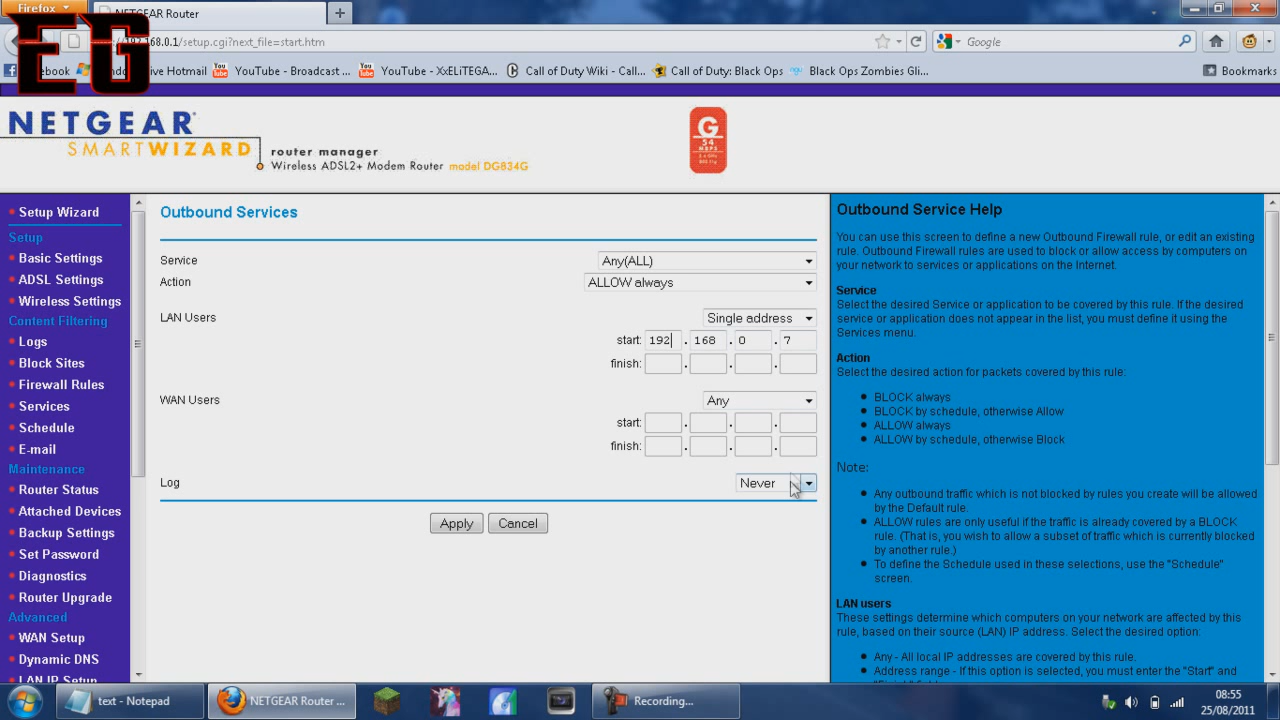 Firefox
NETGEAR Router
+
EG
.168.0.1/setup.cgi?next_file=start.htm
Google
ebook
ve Hotmail
YouTube - Broadcast ...
YouTube - XxELiTEGA...
Call of Duty Wiki - Call...
Call of Duty: Black Ops
Black Ops Zombies Gli...
Bookmarks
NETGEAR
SMARTWIZARD
router manager
Wireless ADSL2+ Modem Router model DG834G
G
54
MBPS
2.4 GHz
802.11g
Setup Wizard
Setup
Basic Settings
ADSL Settings
Wireless Settings
Content Filtering
Logs
Block Sites
Firewall Rules
Services
Schedule
E-mail
Maintenance
Router Status
Attached Devices
Backup Settings
Set Password
Diagnostics
Router Upgrade
Advanced
WAN Setup
Dynamic DNS
LAN IP Setup
Outbound Services
Service Any(ALL)
Action ALLOW always
LAN Users Single address
start: 192 . 168 . 0 . 7
finish: . . .
WAN Users Any
start: . . .
finish: . . .
Log Never
Apply Cancel
Outbound Service Help
You can use this screen to define a new Outbound Firewall rule, or edit an existing
rule. Outbound Firewall rules are used to block or allow access by computers on
your network to services or applications on the Internet.
Service
Select the desired Service or application to be covered by this rule. If the desired
service or application does not appear in the list, you must define it using the
Services menu.
Action
Select the desired action for packets covered by this rule:
BLOCK always
BLOCK by schedule, otherwise Allow
ALLOW always
ALLOW by schedule, otherwise Block
Note:
Any outbound traffic which is not blocked by rules you create will be allowed
by the Default rule.
ALLOW rules are only useful if the traffic is already covered by a BLOCK
rule. (That is, you wish to allow a subset of traffic which is currently blocked
by another rule.)
To define the Schedule used in these selections, use the "Schedule"
screen.
LAN users
These settings determine which computers on your network are affected by this
rule, based on their source (LAN) IP address. Select the desired option:
Any - All local IP addresses are covered by this rule.
Address range - If this option is selected, you must enter the "Start" and
text - Notepad
NETGEAR Router ...
Recording...
08:55
25/08/2011